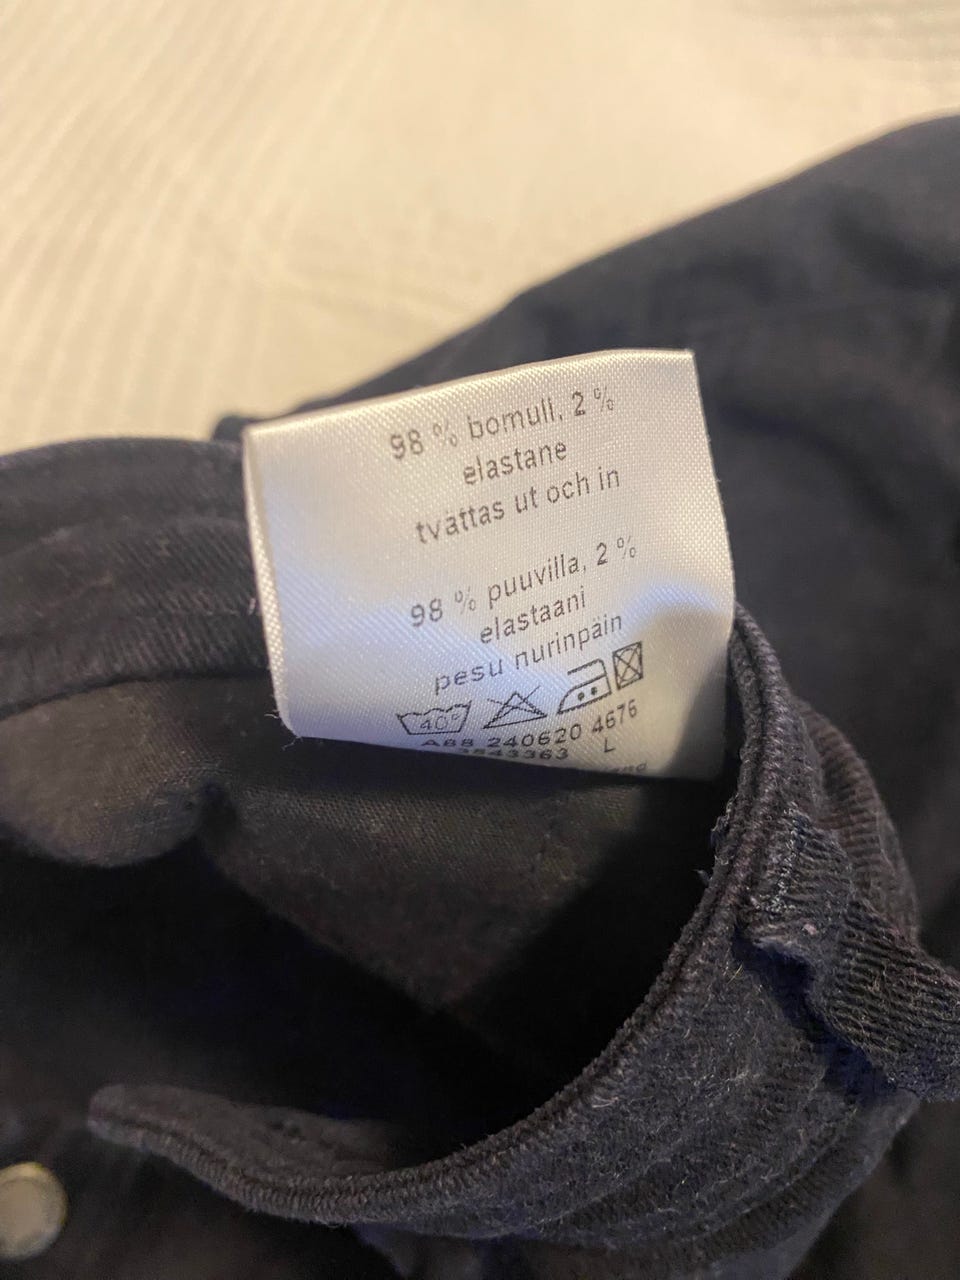 98 % bomull, 2 %
elastane
tvättas ut och in
98 % puuvilla, 2 %
elastaani
pesu nurinpäin
40°
A88 240620 4676
L